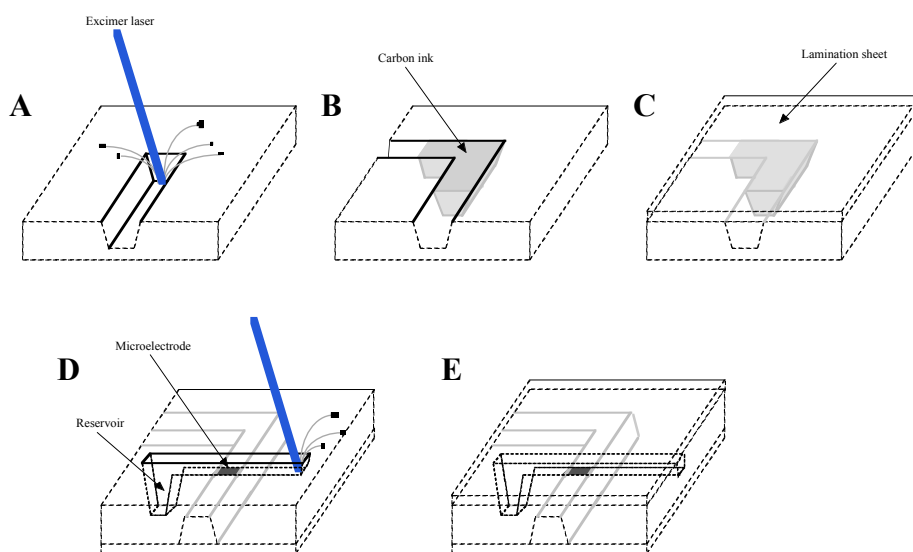 Excimer laser
A
B
Carbon ink
C
Lamination sheet
D
Microelectrode
Reservoir
E